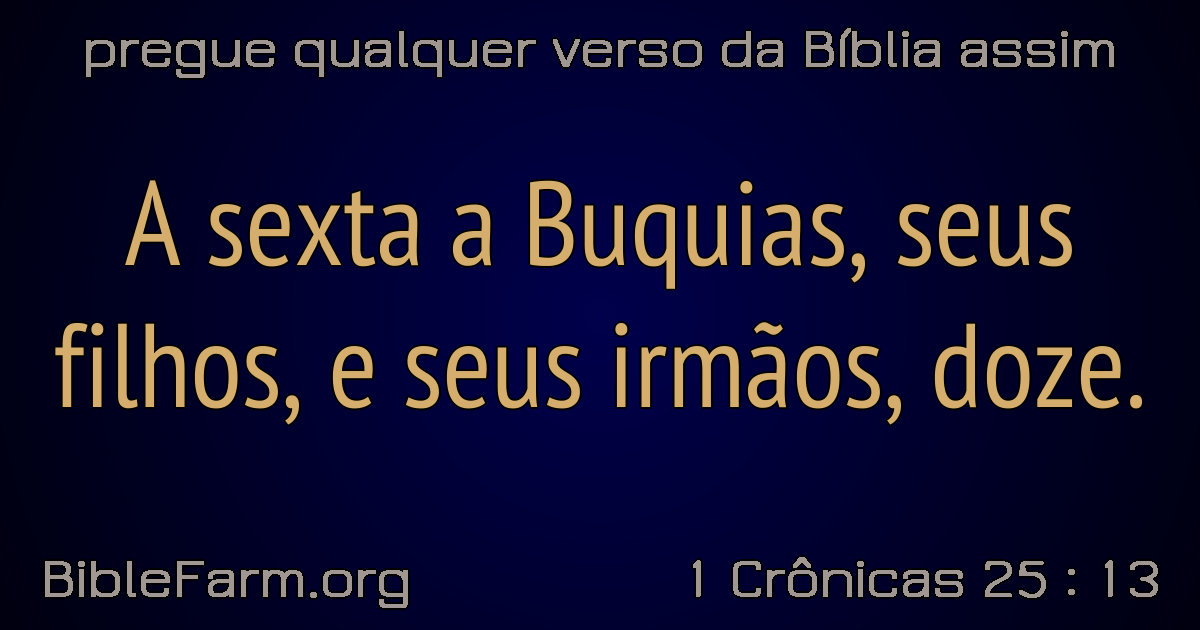 pregue qualquer verso da Bíblia assim
A sexta a Buquias, seus
filhos, e seus irmãos, doze.
BibleFarm.org
1 Crônicas 25 : 13